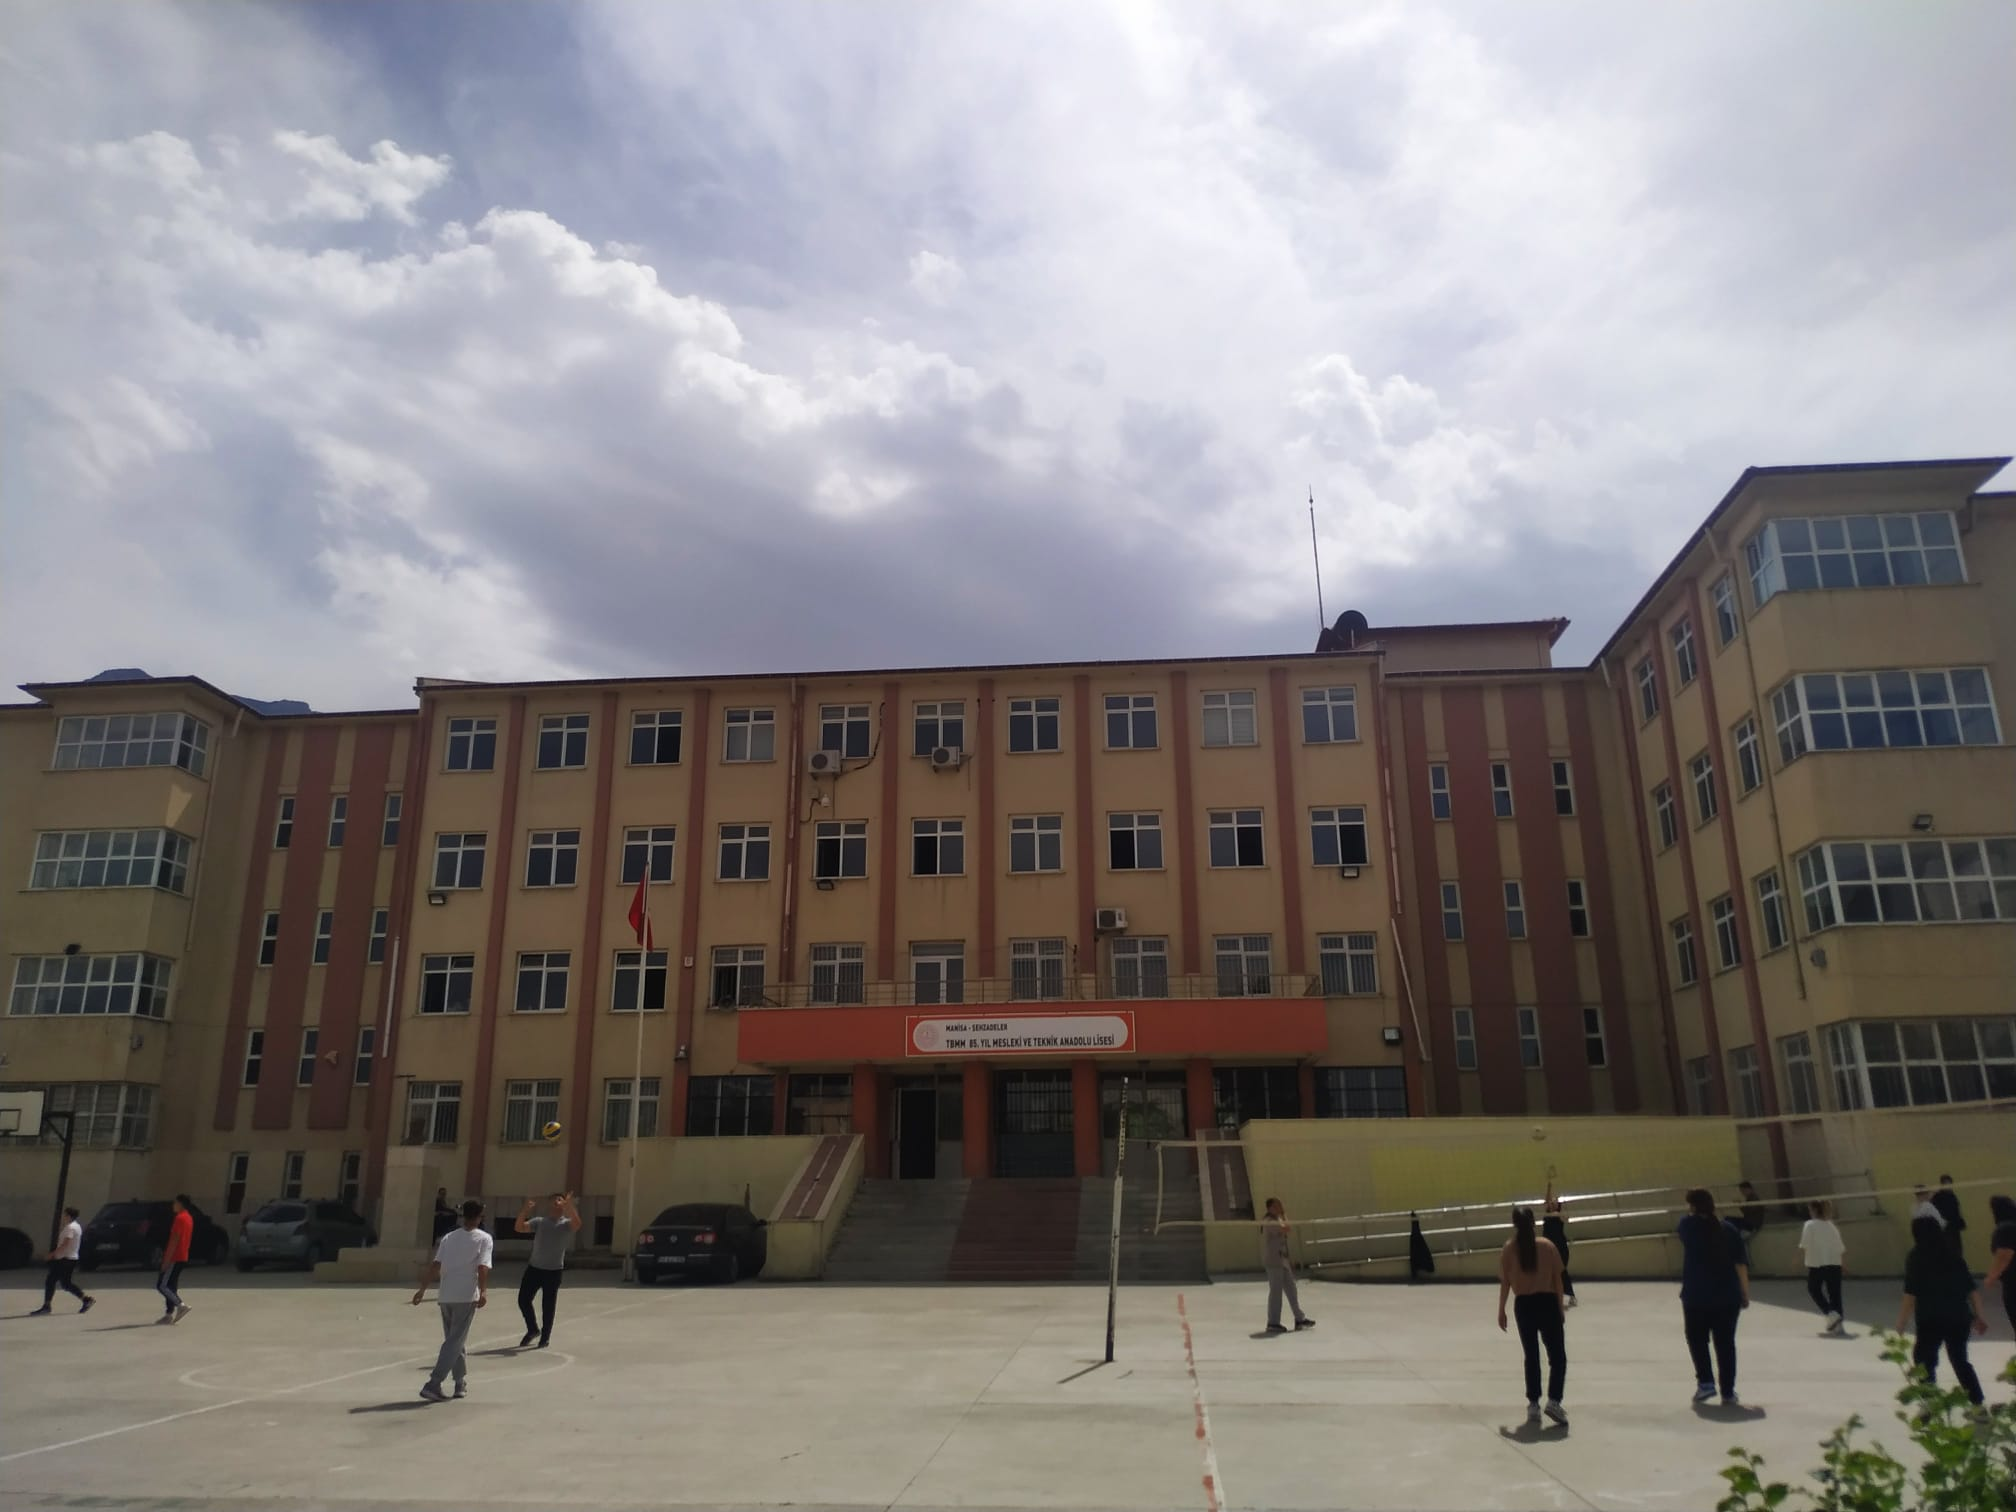 MANİSA - ŞEHZADELER
TBMM 85. YIL MESLEKİ VE TEKNİK ANADOLU LİSESİ